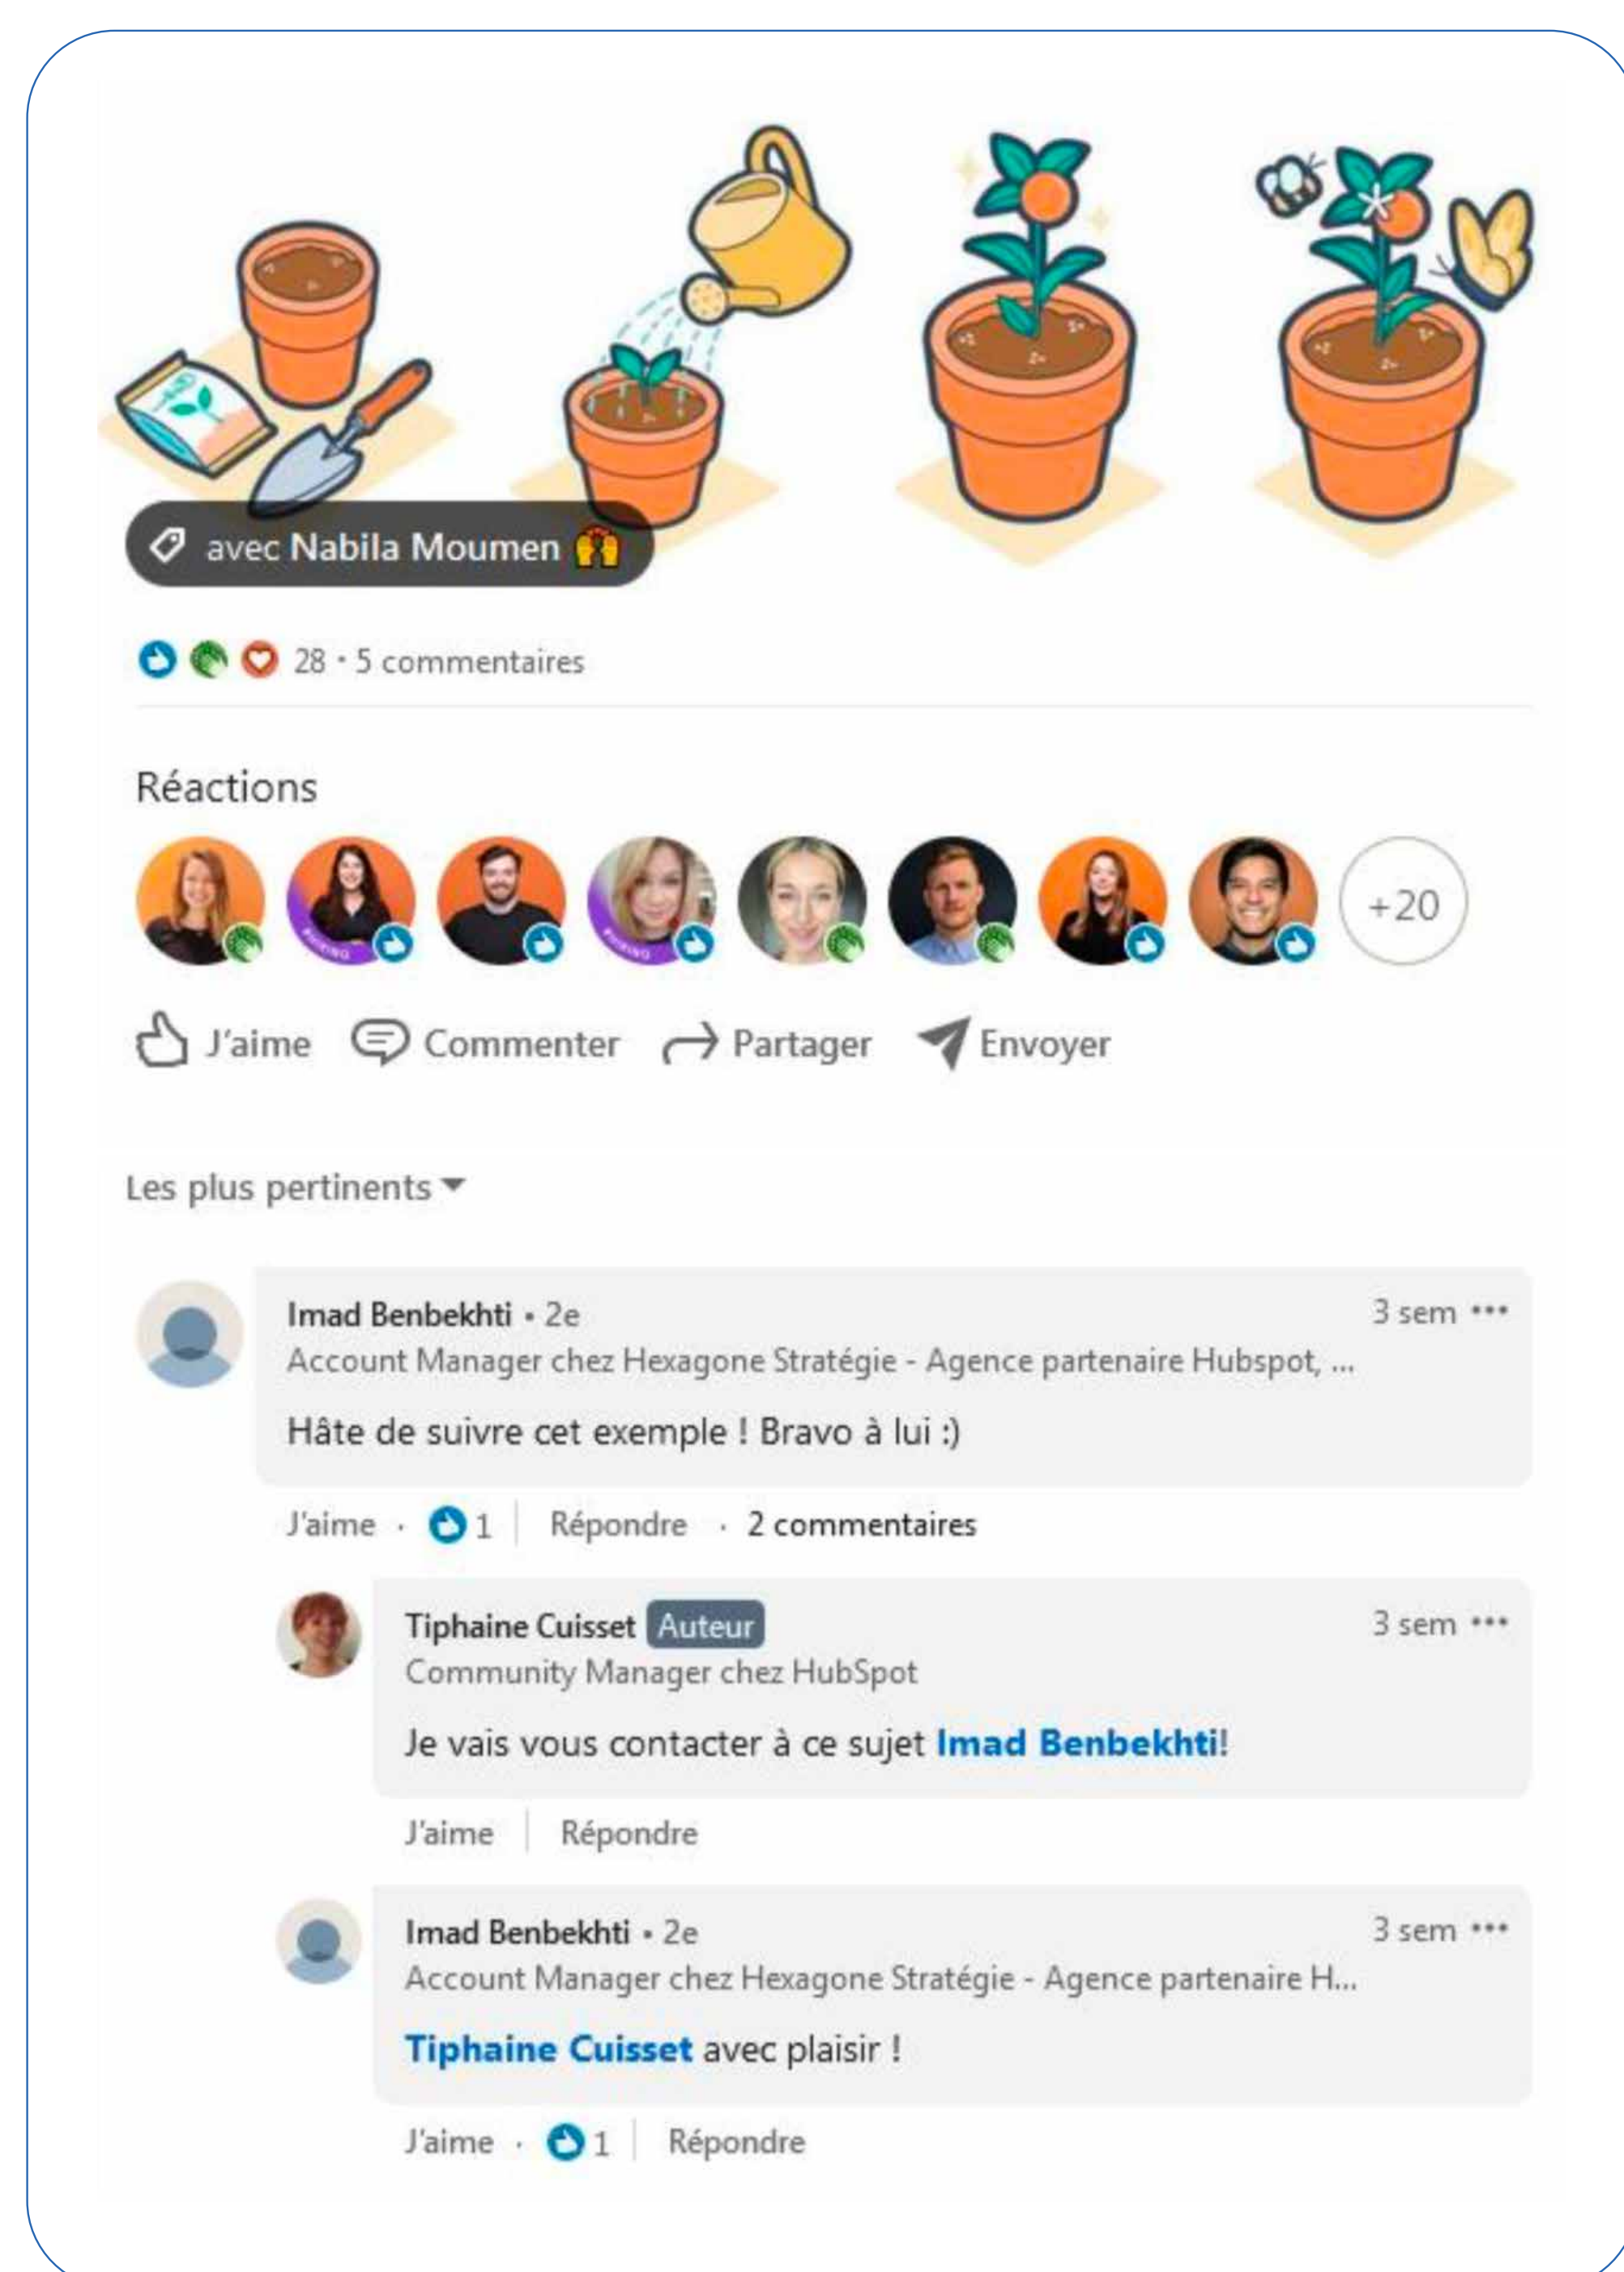 avec Nabila Moumen
28 · 5 commentaires
Réactions
+20
J'aime Commenter Partager Envoyer
Les plus pertinents
Imad Benbekhti • 2e 3 sem •••
Account Manager chez Hexagone Stratégie - Agence partenaire Hubspot, ...
Hâte de suivre cet exemple ! Bravo à lui :)
J'aime · 1 | Répondre · 2 commentaires
Tiphaine Cuisset Auteur 3 sem •••
Community Manager chez HubSpot
Je vais vous contacter à ce sujet Imad Benbekhti!
J'aime | Répondre
Imad Benbekhti • 2e 3 sem •••
Account Manager chez Hexagone Stratégie - Agence partenaire H...
Tiphaine Cuisset avec plaisir !
J'aime · 1 | Répondre